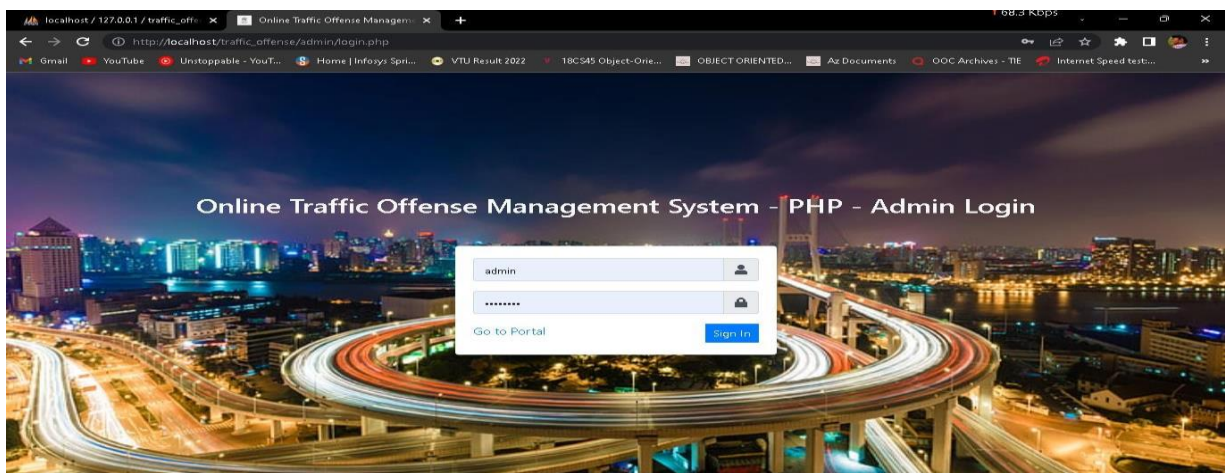 localhost / 127.0.0.1 / traffic_offe
Online Traffic Offense Managem
68.3 Kbps
http://localhost/traffic_offense/admin/login.php
Gmail YouTube Unstoppable - YouT... Home | Infosys Spri... VTU Result 2022 18CS45 Object-Orie... OBJECT ORIENTED... Az Documents OOC Archives - TIE Internet Speed test:...
Online Traffic Offense Management System - PHP - Admin Login
admin
Go to Portal
Sign In